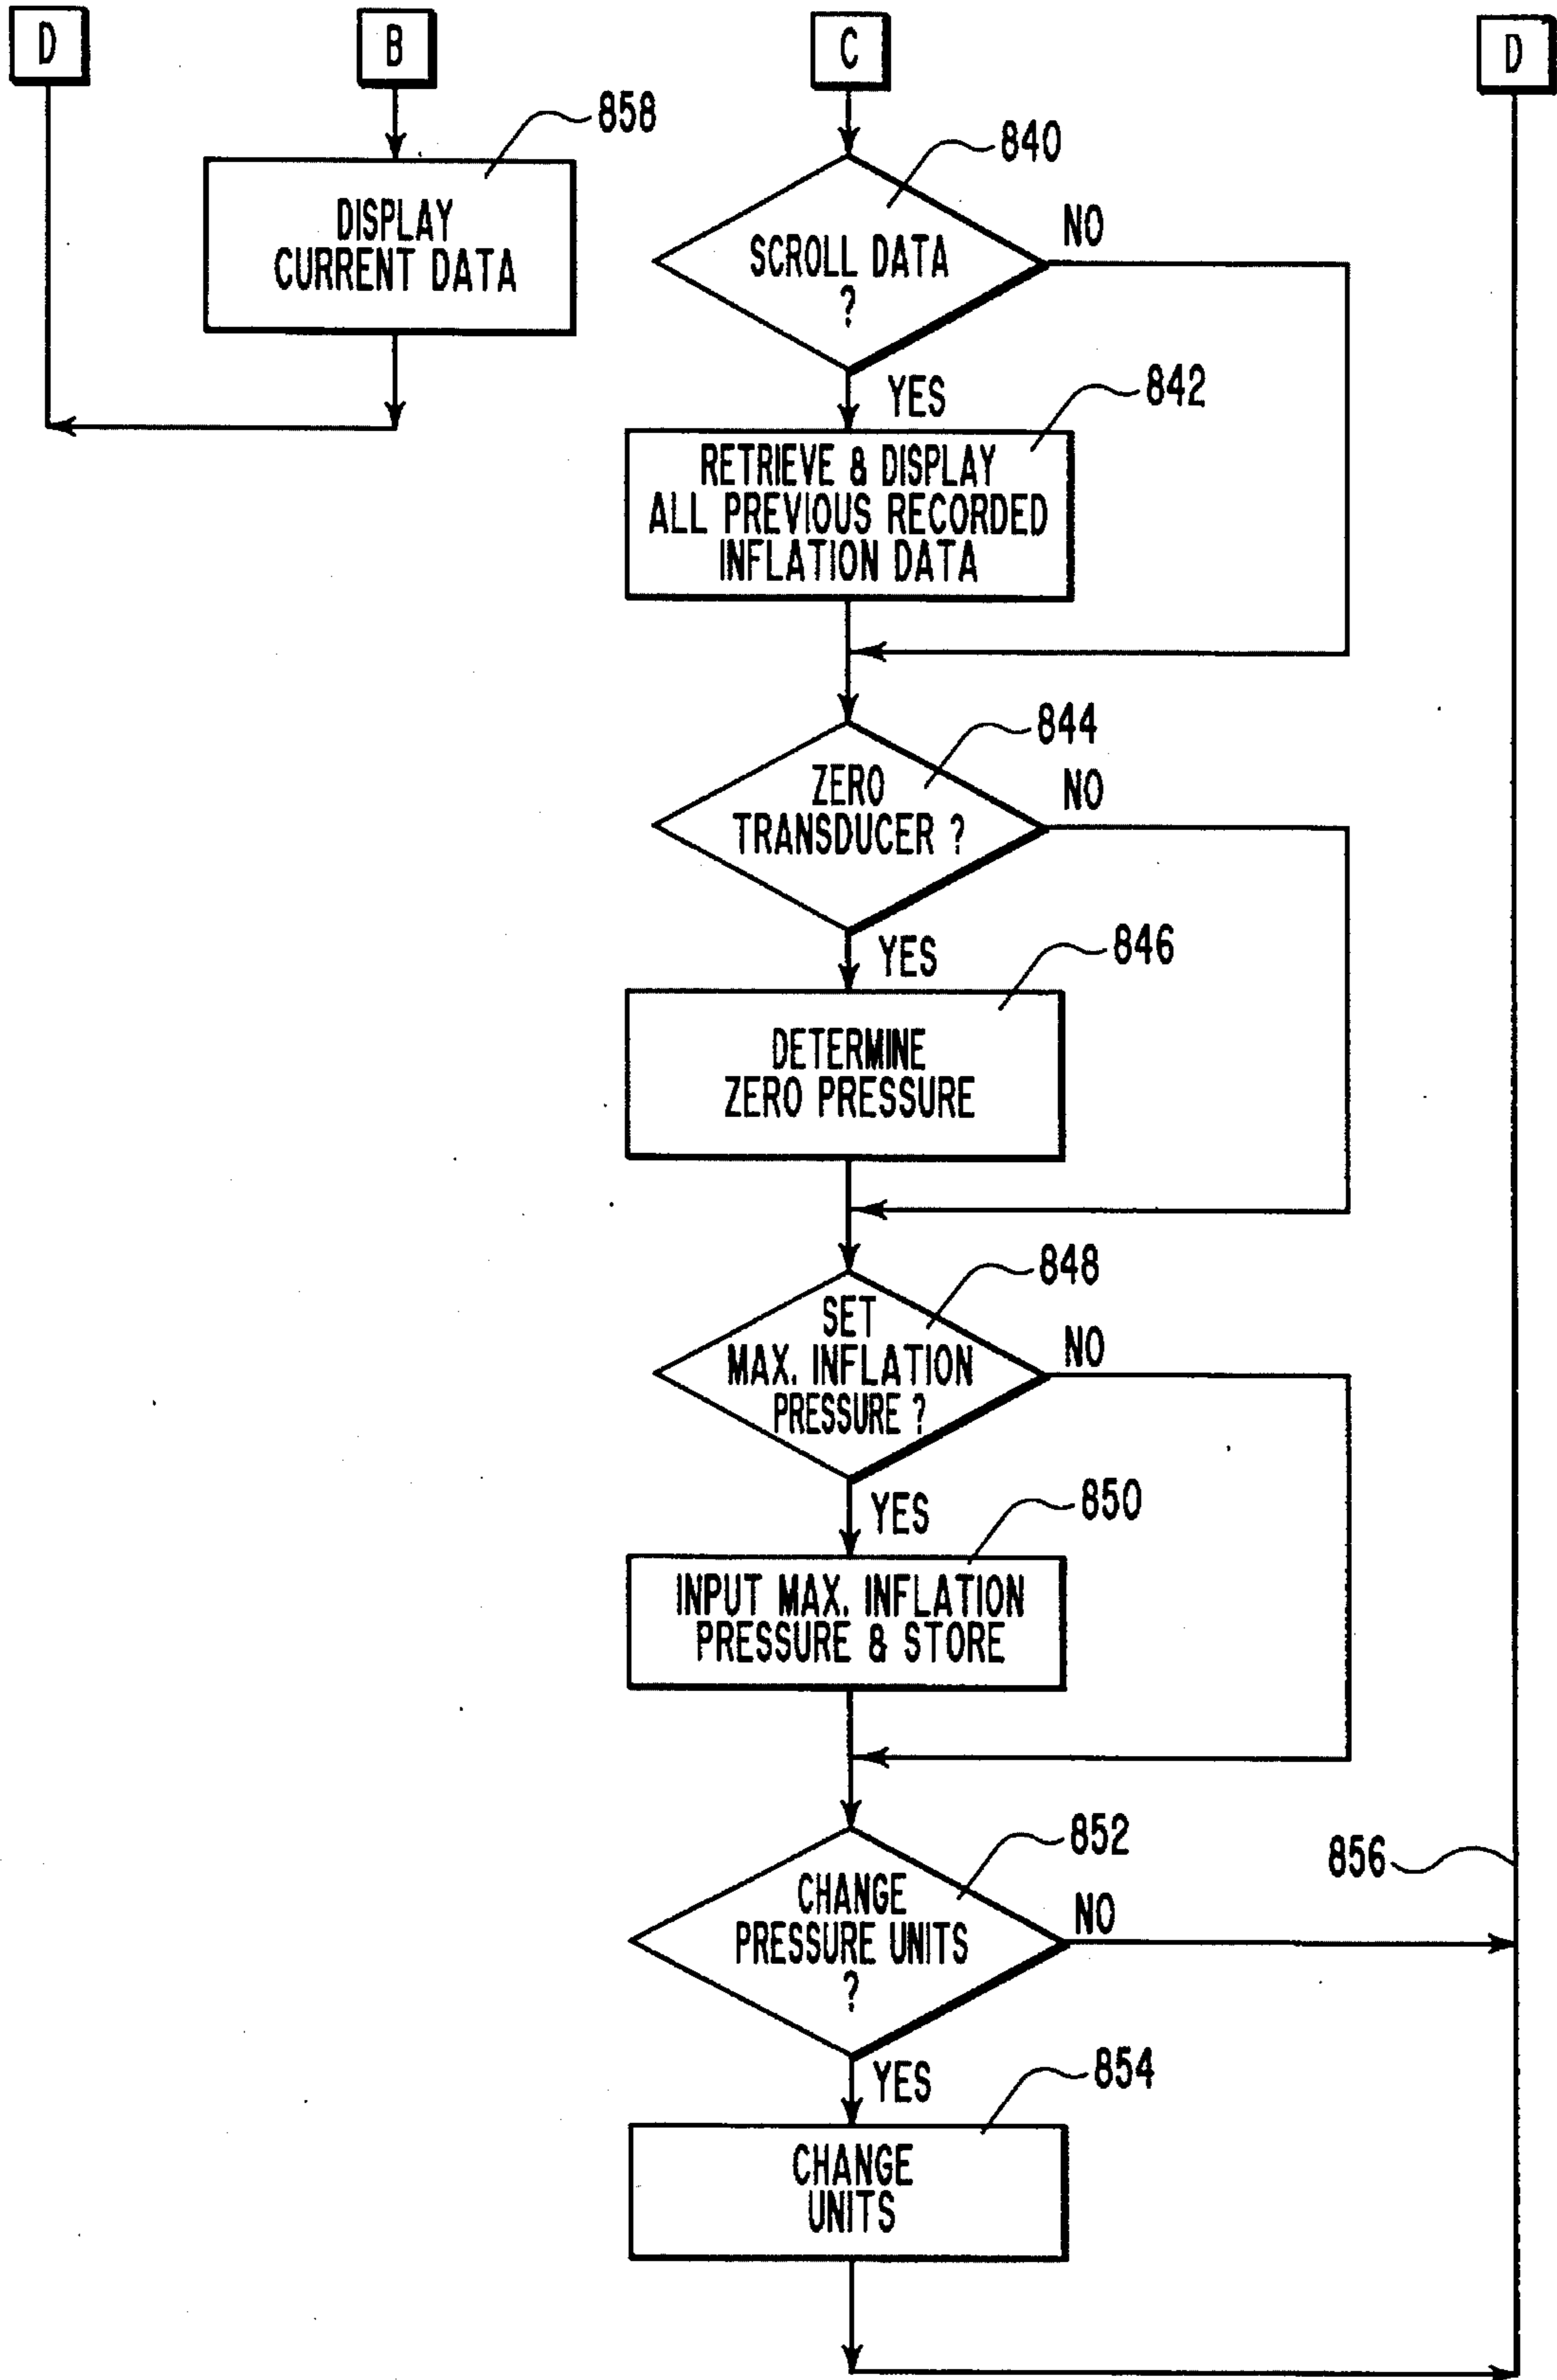 D
B
C
D
858
DISPLAY
CURRENT DATA
840
SCROLL DATA
?
NO
YES
842
RETRIEVE & DISPLAY
ALL PREVIOUS RECORDED
INFLATION DATA
844
ZERO
TRANSDUCER ?
NO
YES
846
DETERMINE
ZERO PRESSURE
848
SET
MAX. INFLATION
PRESSURE ?
NO
YES
850
INPUT MAX. INFLATION
PRESSURE & STORE
852
856
CHANGE
PRESSURE UNITS
?
NO
YES
854
CHANGE
UNITS